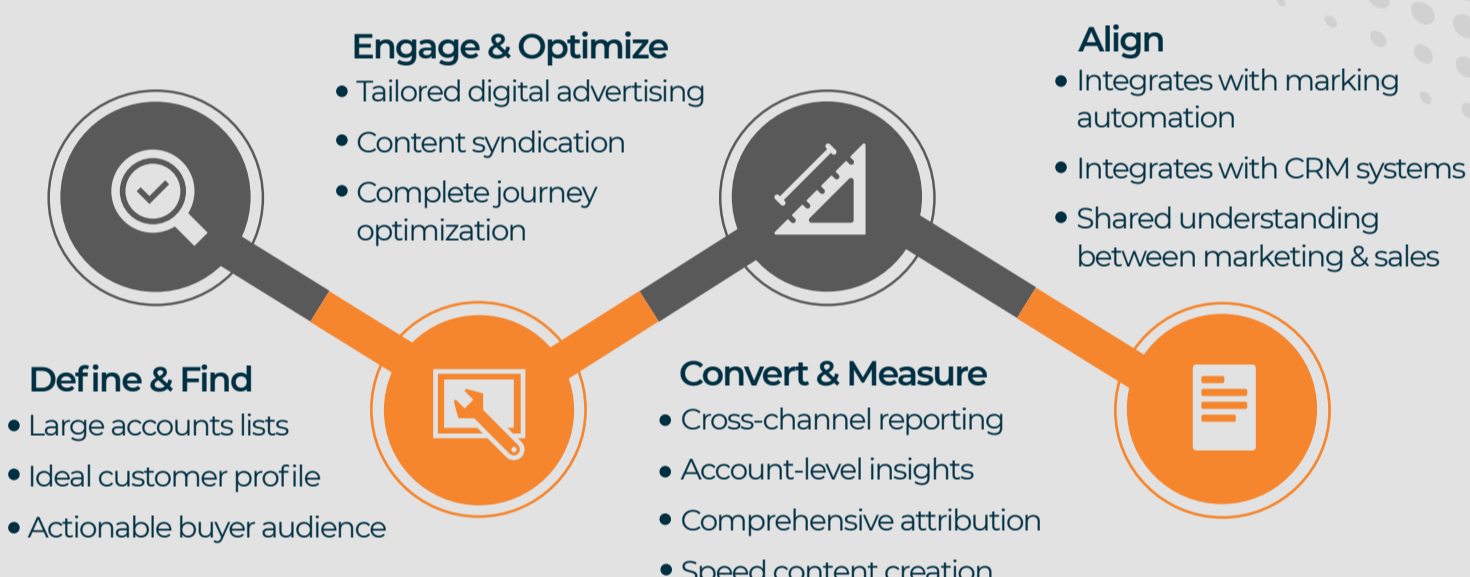 Engage & Optimize
Tailored digital advertising
Content syndication
Complete journey
optimization
Align
Integrates with marking
automation
Integrates with CRM systems
Shared understanding
between marketing & sales
Define & Find
Large accounts lists
Ideal customer profile
Actionable buyer audience
Convert & Measure
Cross-channel reporting
Account-level insights
Comprehensive attribution
Speed content creation